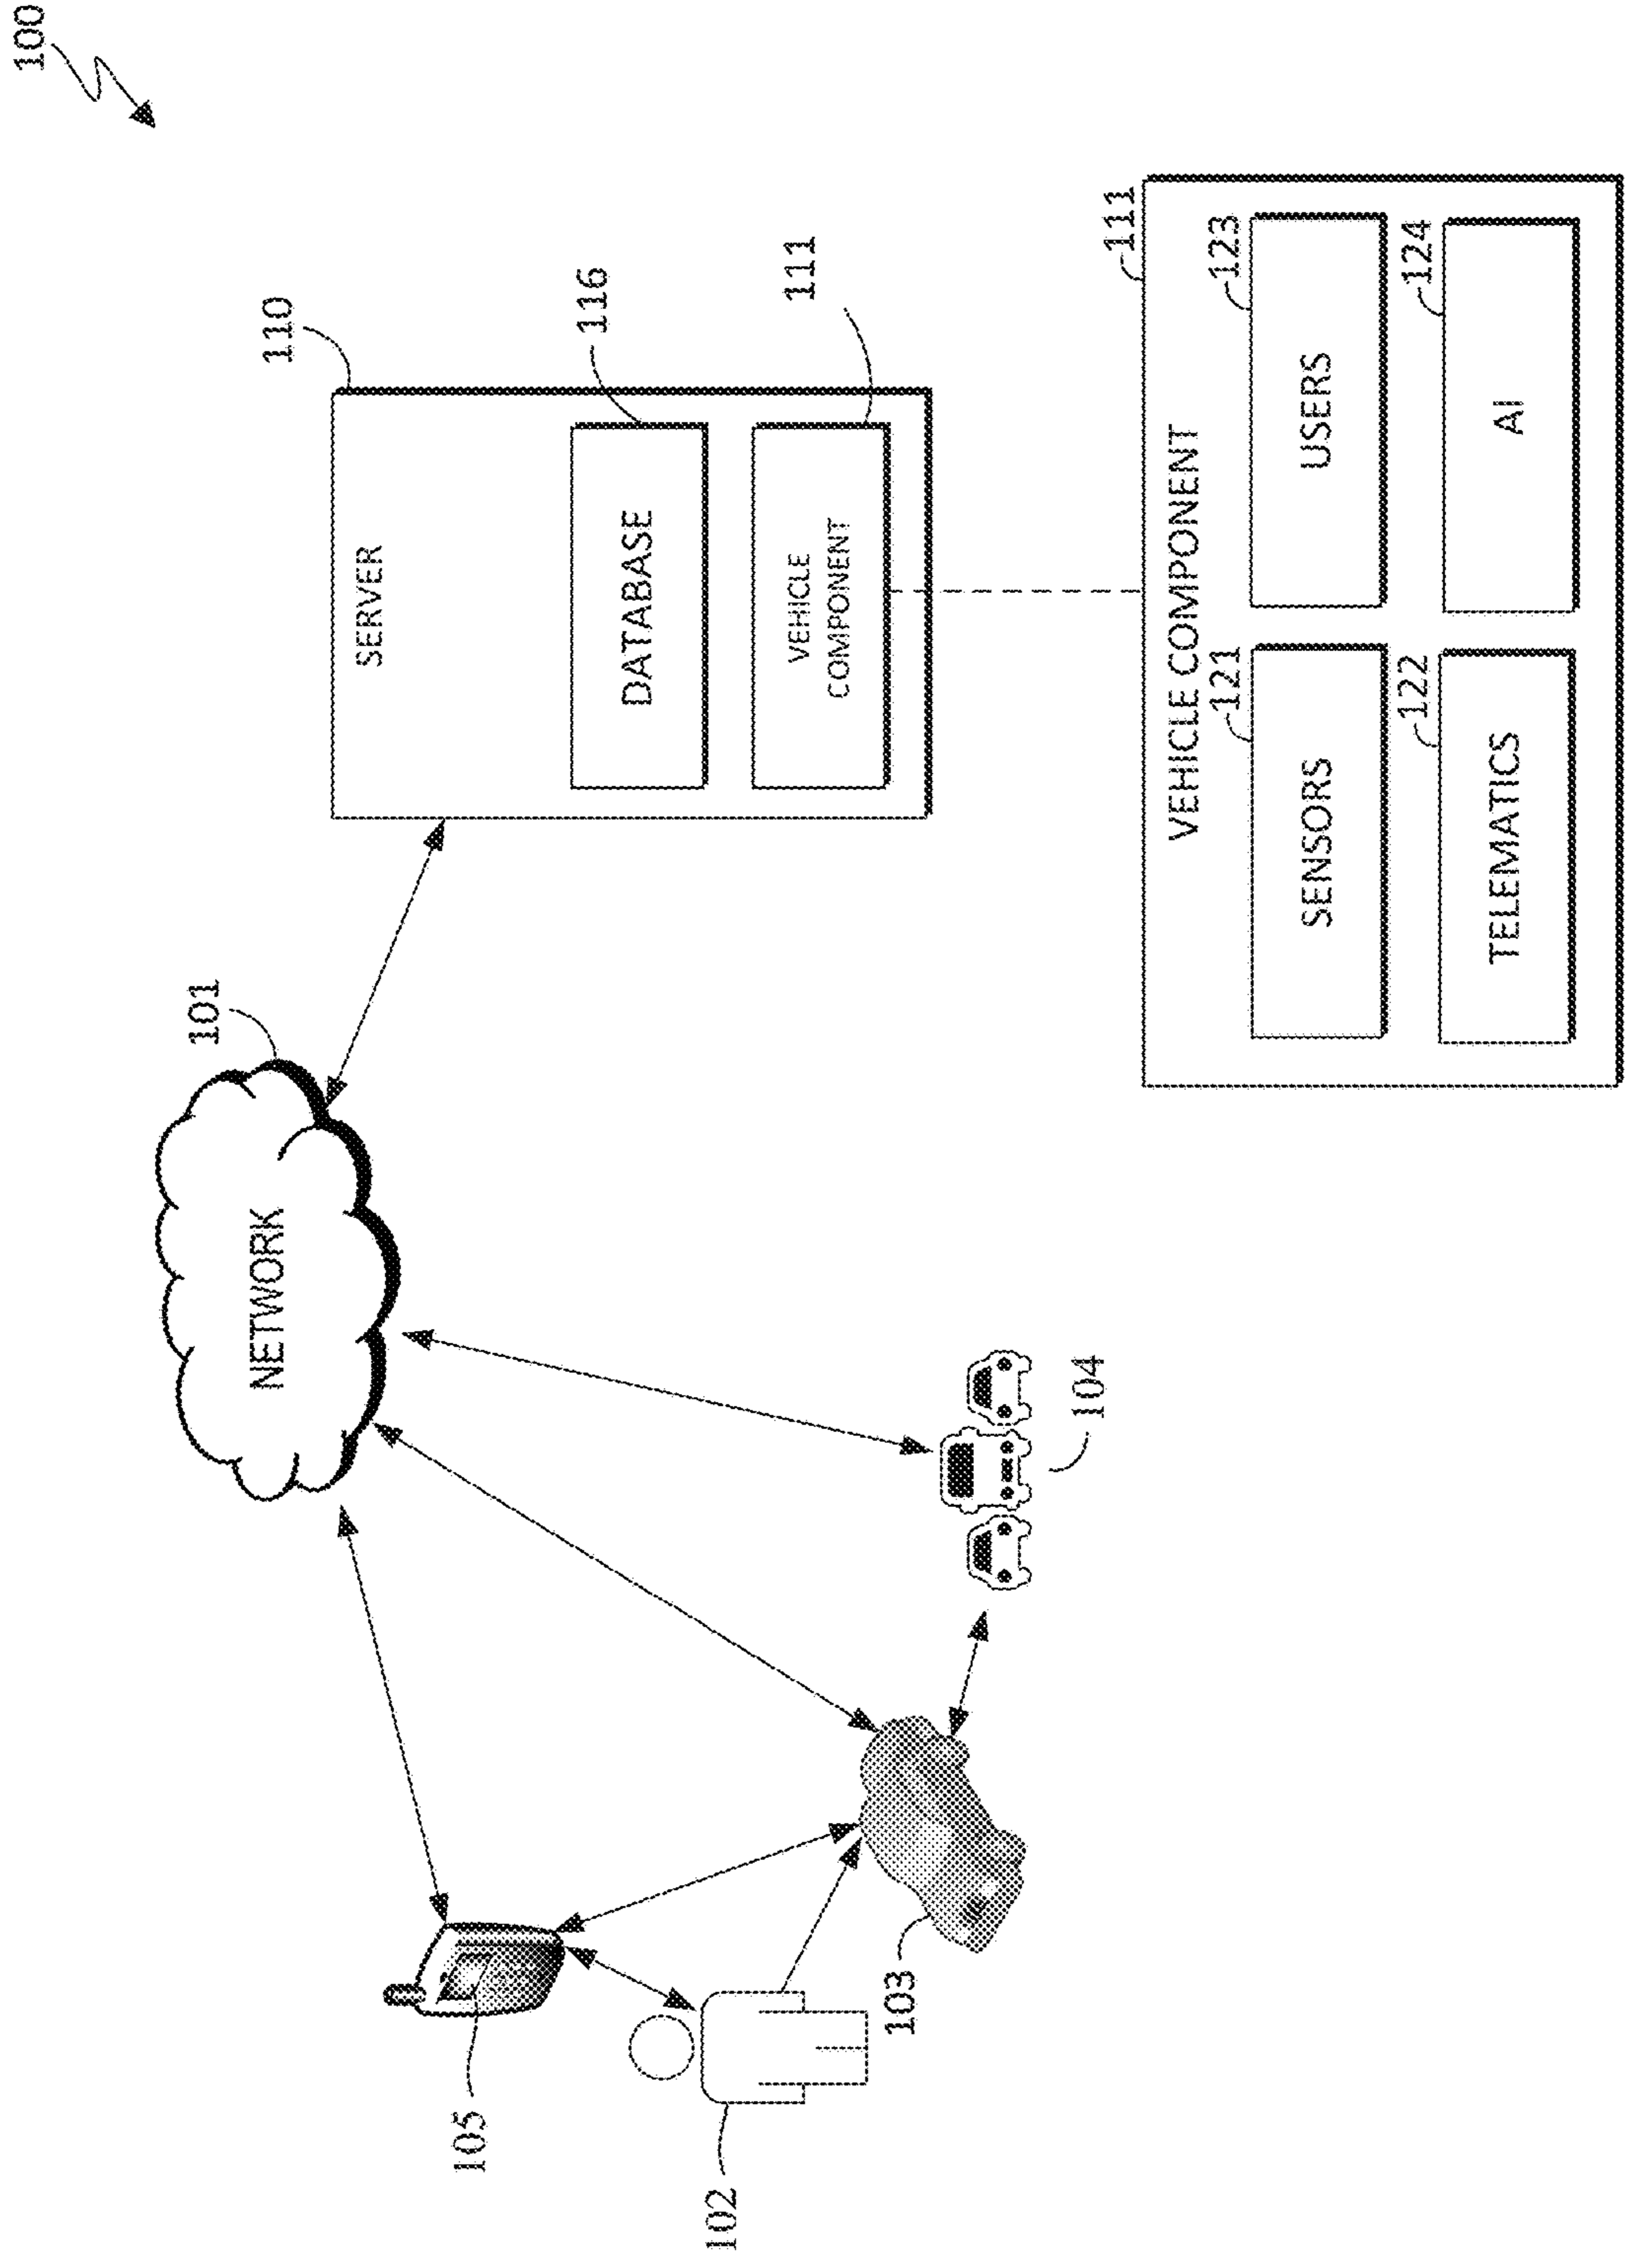 100
110
SERVER
116
DATABASE
111
VEHICLE
COMPONENT
101
NETWORK
111
VEHICLE COMPONENT
121
SENSORS
123
USERS
122
TELEMATICS
124
AI
105
102
103
104